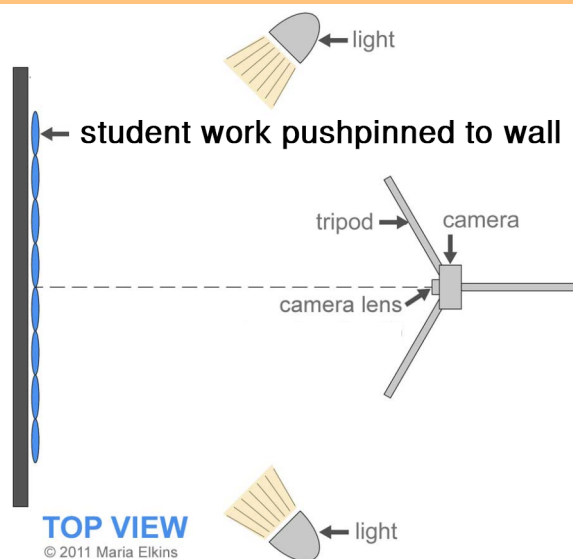 light
student work pushpinned to wall
tripod
camera
camera lens
light
TOP VIEW
© 2011 Maria Elkins